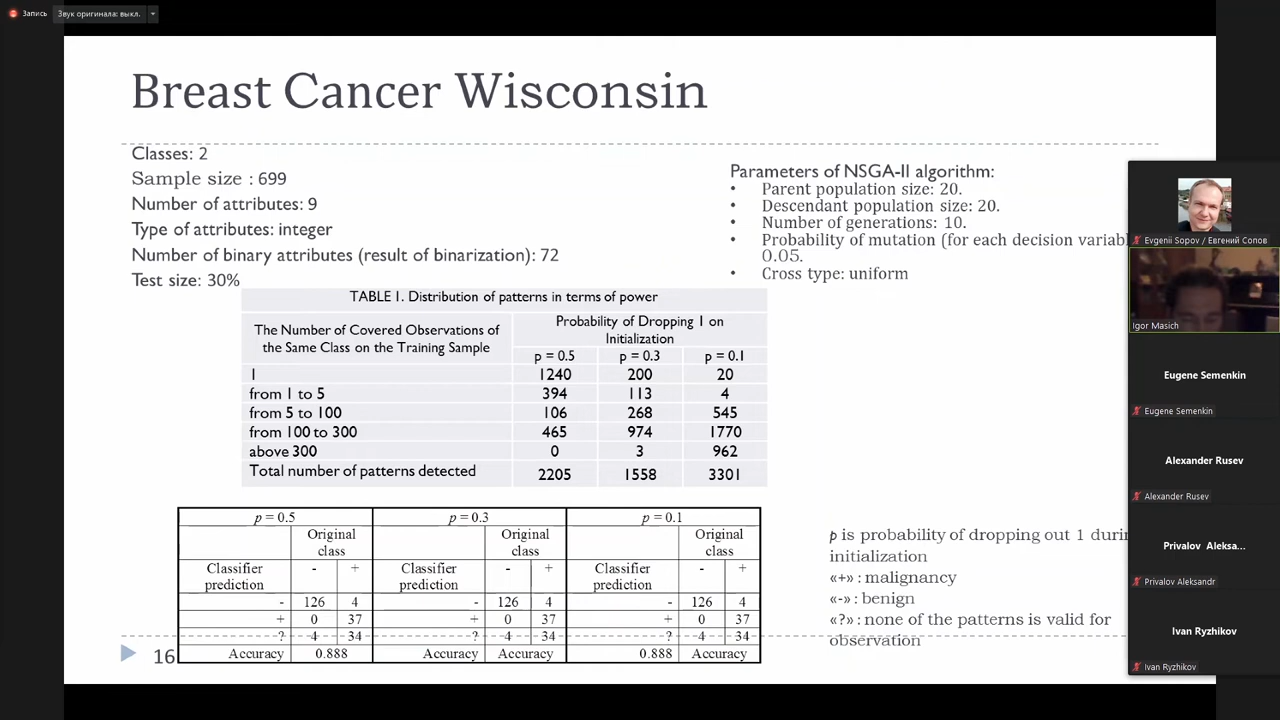 Запись
Звук оригинала: выкл.
Breast Cancer Wisconsin
Classes: 2
Sample size : 699
Number of attributes: 9
Type of attributes: integer
Number of binary attributes (result of binarization): 72
Test size: 30%
Parameters of NSGA-II algorithm:
• Parent population size: 20.
• Descendant population size: 20.
• Number of generations: 10.
• Probability of mutation (for each decision
0.05.
• Cross type: uniform
TABLE 1. Distribution of patterns in terms of power
The Number of Covered Observations of
the Same Class on the Training Sample
Probability of Dropping 1 on
Initialization
p = 0.5 p = 0.3 p = 0.1
1 1240 200 20
from 1 to 5 394 113 4
from 5 to 100 106 268 545
from 100 to 300 465 974 1770
above 300 0 3 962
Total number of patterns detected 2205 1558 3301
p = 0.5 p = 0.3 p = 0.1
Original Original Original
class class class
Classifier - + Classifier - + Classifier - +
prediction prediction prediction
- 126 4 - 126 4 - 126 4
+ 0 37 + 0 37 + 0 37
? 4 34 ? 4 34 ? 4 34
Accuracy 0.888 Accuracy Accuracy 0.888 Accuracy
p is probability of dropping out 1
initialization
«+» : malignancy
«-» : benign
«?» : none of the patterns is valid for
observation
16
Evgenii Sopov / Евгений Сопов
Igor Masich
Eugene Semenkin
Eugene Semenkin
Alexander Rusev
Alexander Rusev
Privalov Aleksa...
Privalov Aleksandr
Ivan Ryzhikov
Ivan Ryzhikov